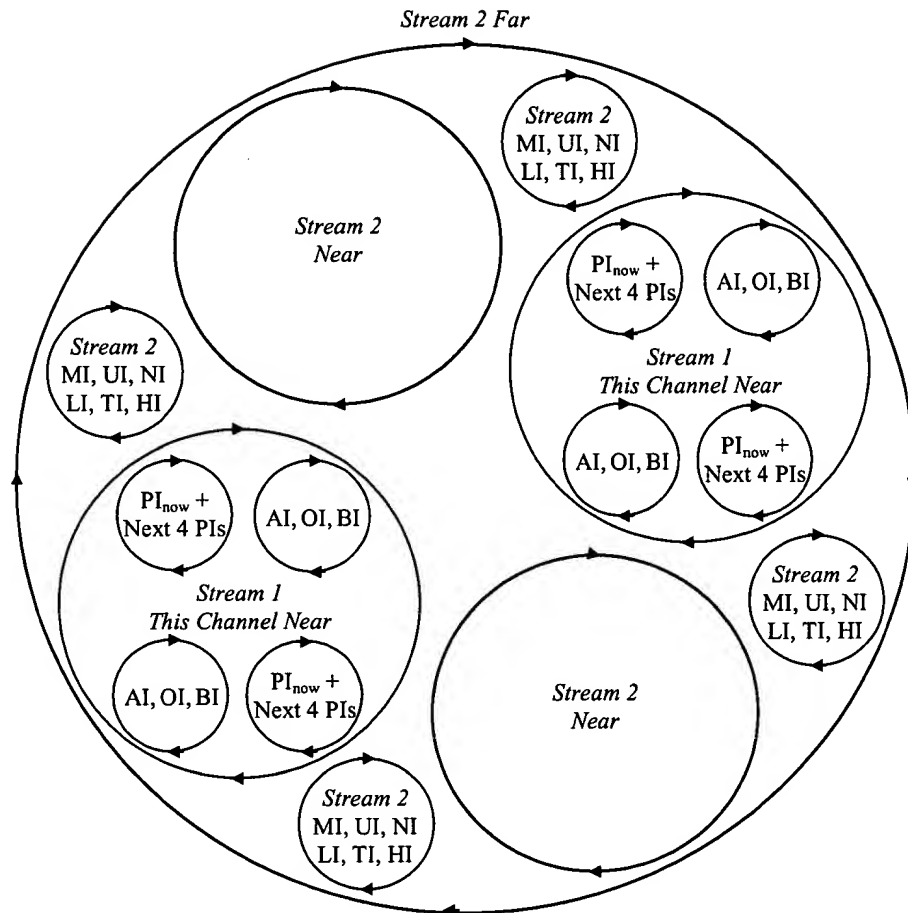 Stream 2 Far
Stream 2
MI, UI, NI
LI, TI, HI
Stream 2
Near
PInow +
Next 4 PIs
AI, OI, BI
Stream 1
This Channel Near
AI, OI, BI
PInow +
Next 4 PIs
Stream 2
MI, UI, NI
LI, TI, HI
PInow +
Next 4 PIs
AI, OI, BI
Stream 1
This Channel Near
AI, OI, BI
PInow +
Next 4 PIs
Stream 2
MI, UI, NI
LI, TI, HI
Stream 2
Near
Stream 2
MI, UI, NI
LI, TI, HI